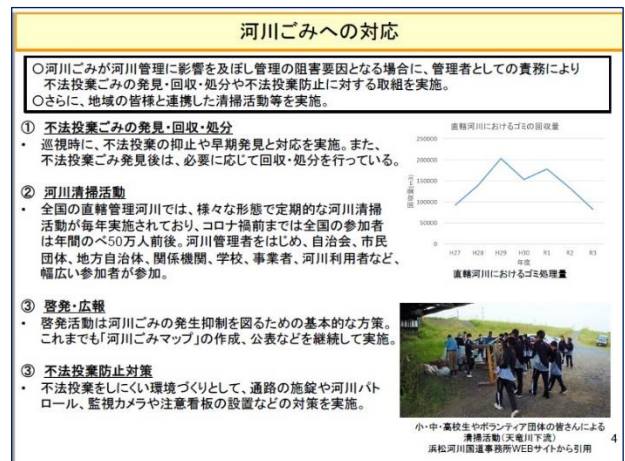 河川ごみへの対応
○河川ごみが河川管理に影響を及ぼし管理の阻害要因となる場合に、管理者としての責務により
不法投棄ごみの発見・回収・処分や不法投棄防止に対する取組を実施。
○さらに、地域の皆様と連携した清掃活動等を実施。
① 不法投棄ごみの発見・回収・処分
・ 巡視時に、不法投棄の抑止や早期発見と対応を実施。また、
不法投棄ごみ発見後は、必要に応じて回収・処分を行っている。
② 河川清掃活動
・ 全国の直轄管理河川では、様々な形態で定期的な河川清掃
活動が毎年実施されており、コロナ禍前までは全国の参加者
は年間のべ50万人前後。河川管理者をはじめ、自治会、市民
団体、地方自治体、関係機関、学校、事業者、河川利用者など、
幅広い参加者が参加。
③ 啓発・広報
・ 啓発活動は河川ごみの発生抑制を図るための基本的な方策。
これまでも「河川ごみマップ」の作成、公表などを継続して実施。
③ 不法投棄防止対策
・ 不法投棄をしにくい環境づくりとして、通路の施錠や河川パト
ロール、監視カメラや注意看板の設置などの対策を実施。
直轄河川におけるゴミの回収量
250000
200000
150000
100000
50000
0
H27 H28 H29 H30 R1 R2 R3
年度
直轄河川におけるゴミ処理量
小・中・高校生やボランティア団体の皆さんによる
清掃活動(天竜川下流)
浜松河川国道事務所WEBサイトから引用
4